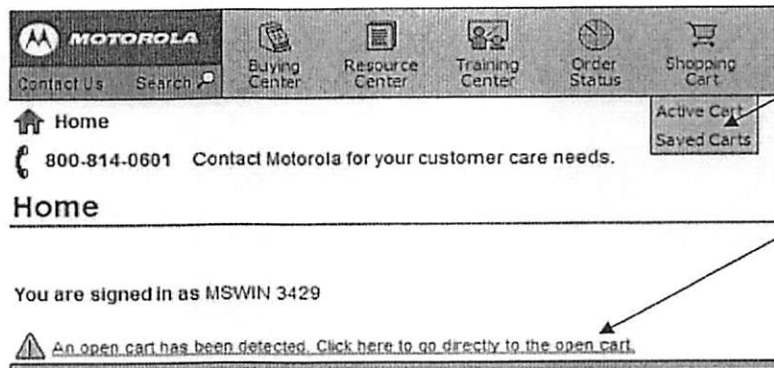 MOTOROLA
Contact Us Search
Buying Center
Resource Center
Training Center
Order Status
Shopping Cart
Active Cart
Saved Carts
Home
800-814-0601 Contact Motorola for your customer care needs.
Home
You are signed in as MSWIN 3429
An open cart has been detected. Click here to go directly to the open cart.